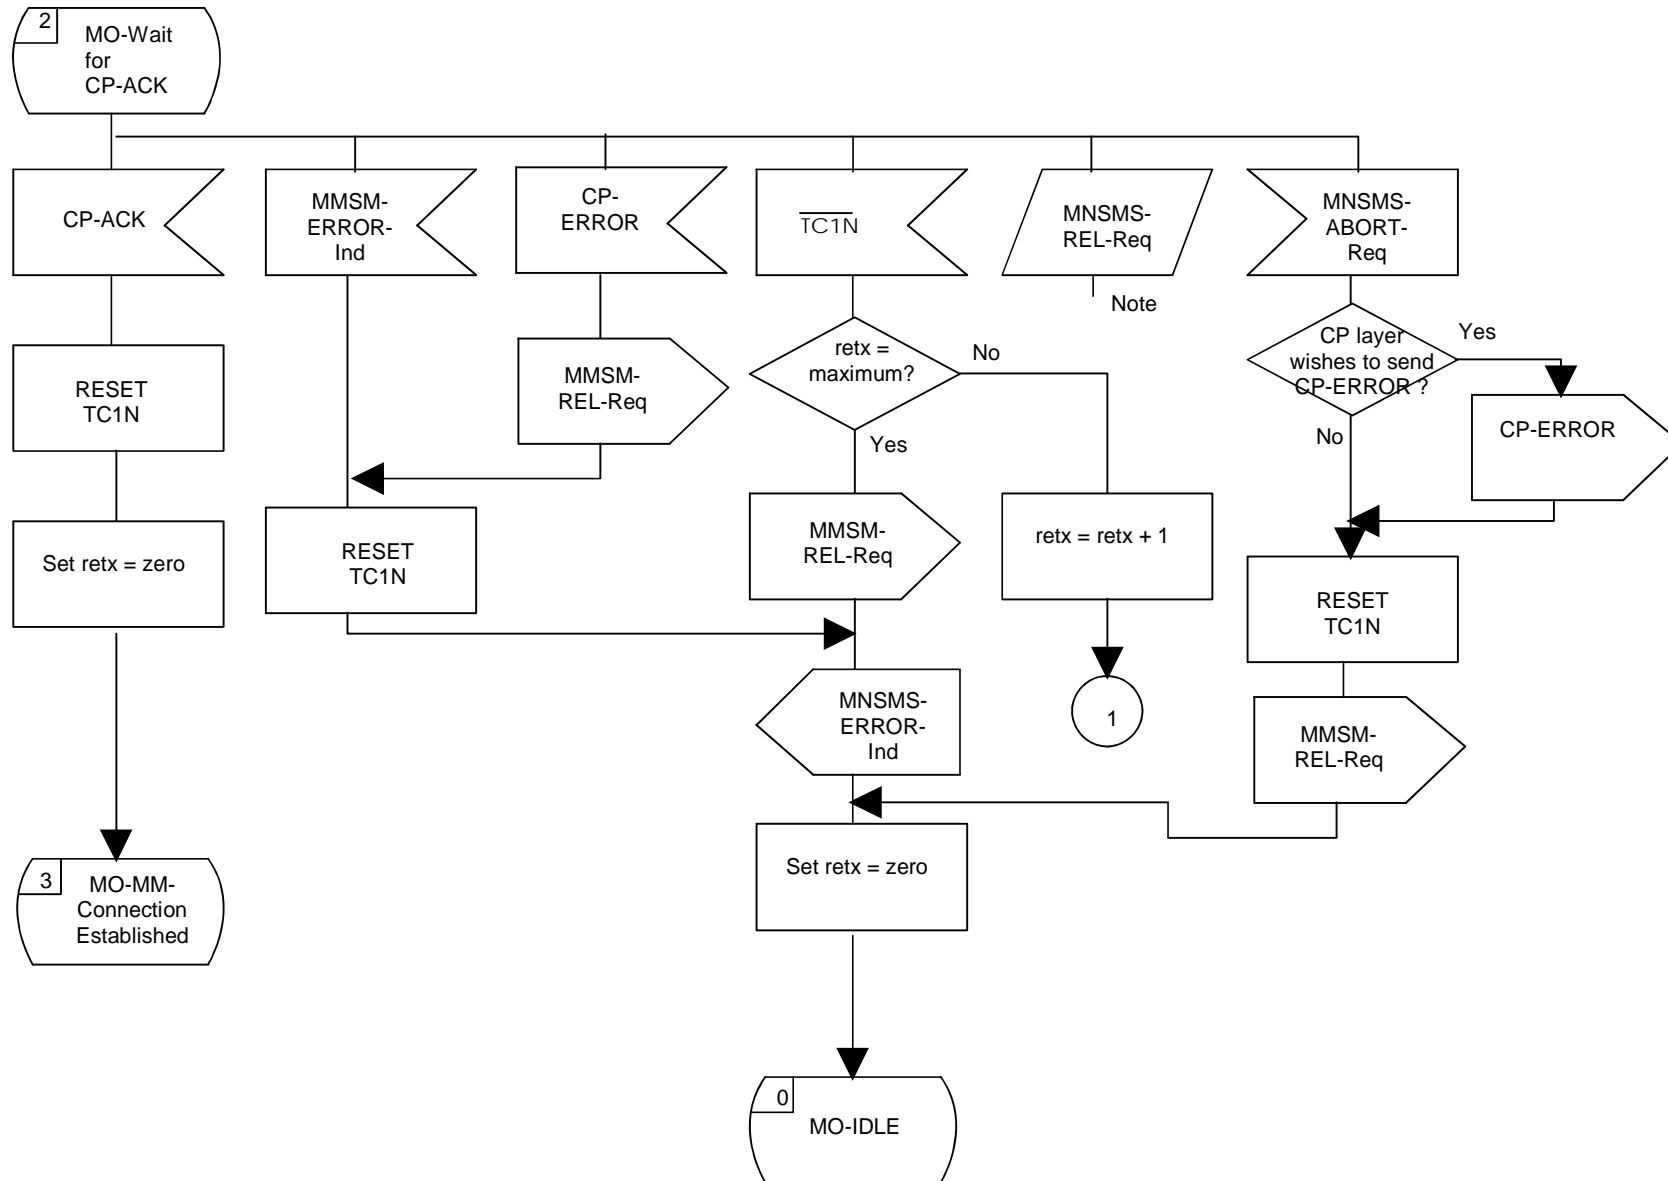 2
MO-Wait
for
CP-ACK
CP-ACK
MMSM-
ERROR-
Ind
CP-
ERROR
TC1N
MNSMS-
REL-Req
Note
MNSMS-
ABORT-
Req
RESET
TC1N
MMSM-
REL-Req
retx =
maximum?
No
Yes
CP layer
wishes to send
CP-ERROR ?
Yes
No
CP-ERROR
Set retx = zero
RESET
TC1N
MMSM-
REL-Req
retx = retx + 1
RESET
TC1N
MNSMS-
ERROR-
Ind
1
MMSM-
REL-Req
3
MO-MM-
Connection
Established
Set retx = zero
0
MO-IDLE